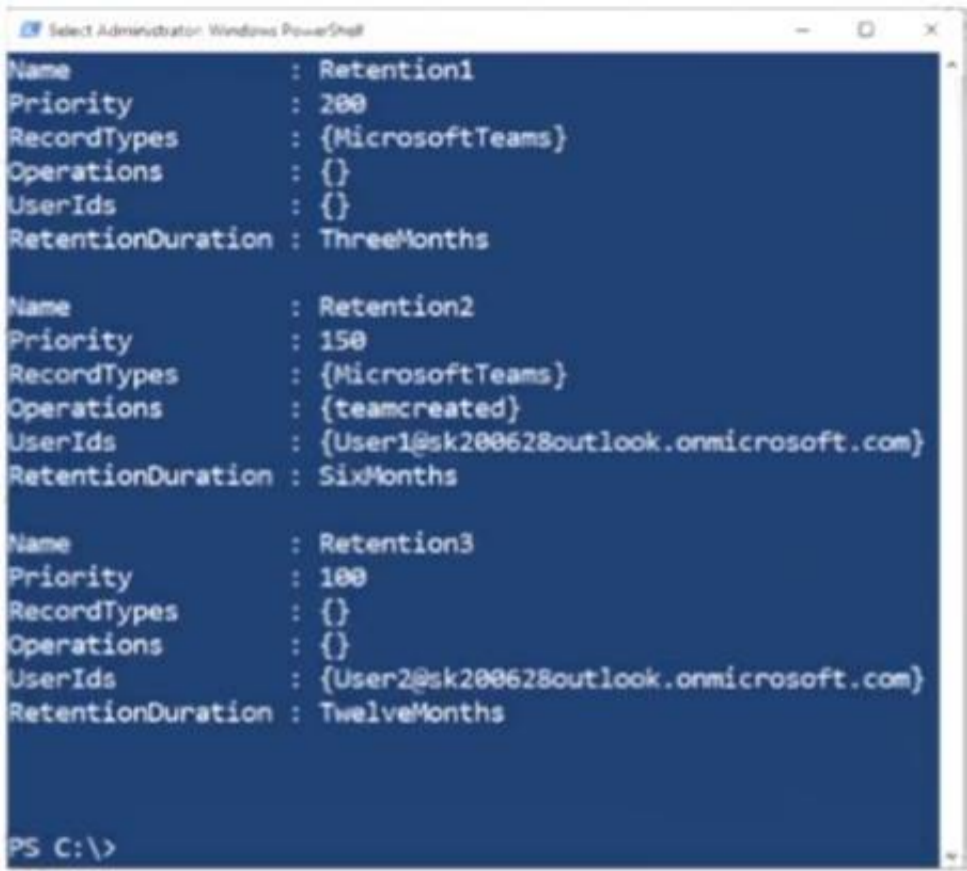 Select Administrator: Windows PowerShell
Name : Retention1
Priority : 200
RecordTypes : {MicrosoftTeams}
Operations : {}
UserIds : {}
RetentionDuration : ThreeMonths
Name : Retention2
Priority : 150
RecordTypes : {MicrosoftTeams}
Operations : {teamcreated}
UserIds : {User1@sk200628outlook.onmicrosoft.com}
RetentionDuration : SixMonths
Name : Retention3
Priority : 100
RecordTypes : {}
Operations : {}
UserIds : {User2@sk200628outlook.onmicrosoft.com}
RetentionDuration : TwelveMonths
PS C:\>